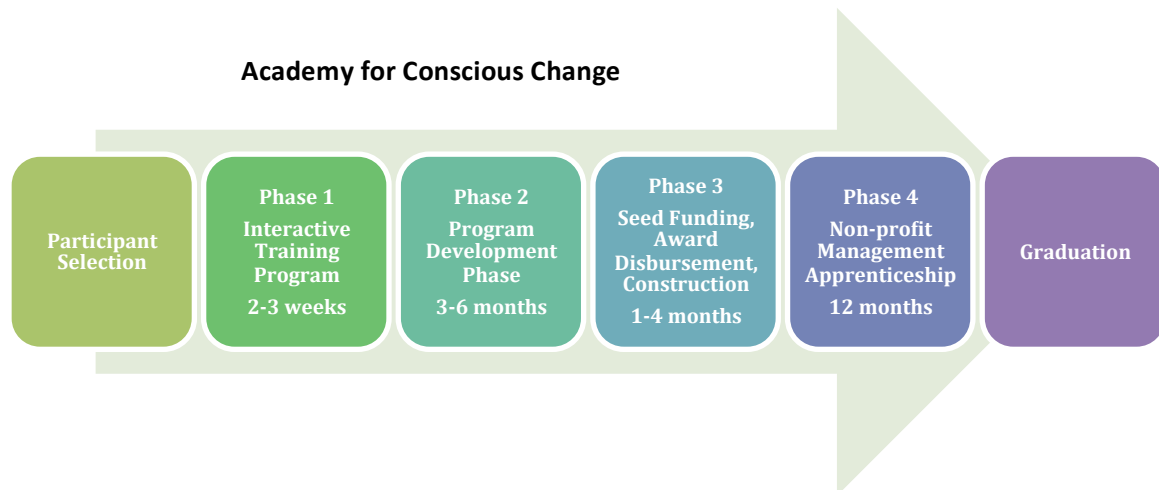 Academy for Conscious Change
Participant
Selection
Phase 1
Interactive
Training
Program
2-3 weeks
Phase 2
Program
Development
Phase
3-6 months
Phase 3
Seed Funding,
Award
Disbursement,
Construction
1-4 months
Phase 4
Non-profit
Management
Apprenticeship
12 months
Graduation